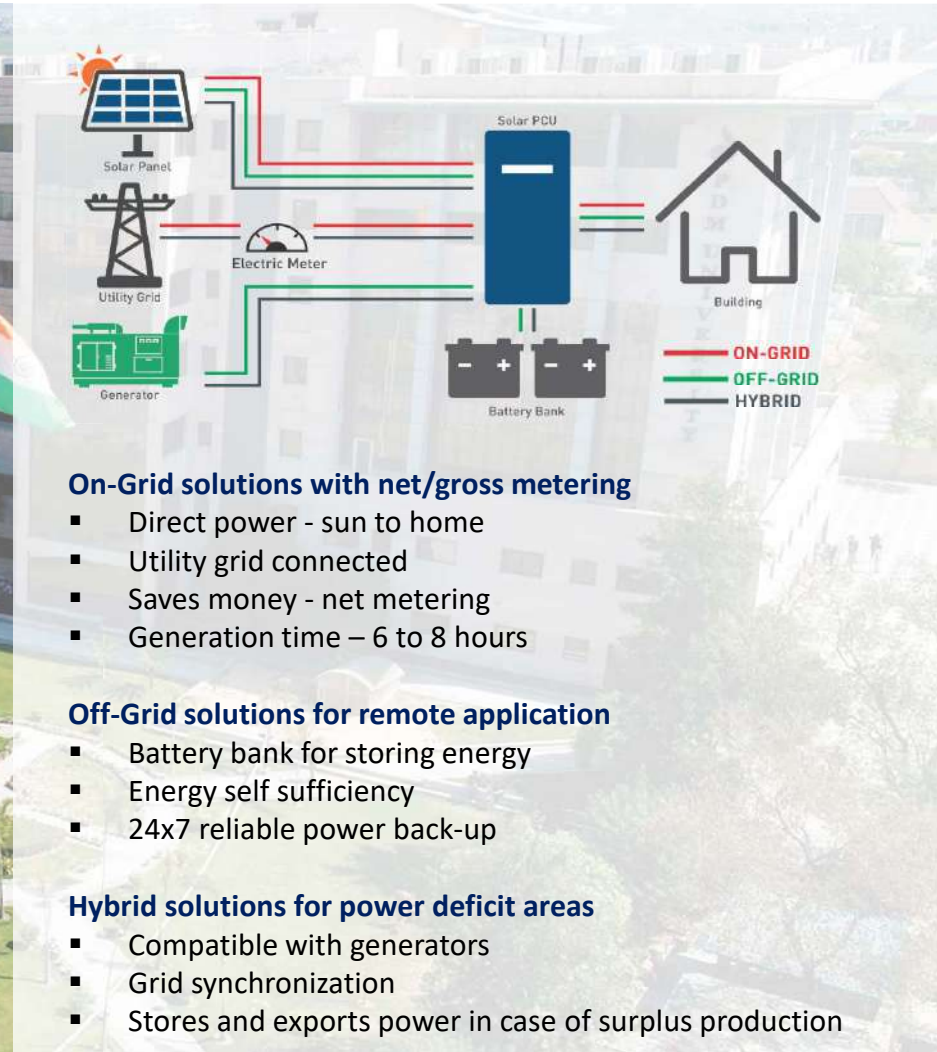 Solar PCU
Solar Panel
Electric Meter
Utility Grid
Building
Generator
Battery Bank
ON-GRID
OFF-GRID
HYBRID
On-Grid solutions with net/gross metering
▪ Direct power - sun to home
▪ Utility grid connected
▪ Saves money - net metering
▪ Generation time – 6 to 8 hours
Off-Grid solutions for remote application
▪ Battery bank for storing energy
▪ Energy self sufficiency
▪ 24x7 reliable power back-up
Hybrid solutions for power deficit areas
▪ Compatible with generators
▪ Grid synchronization
▪ Stores and exports power in case of surplus production